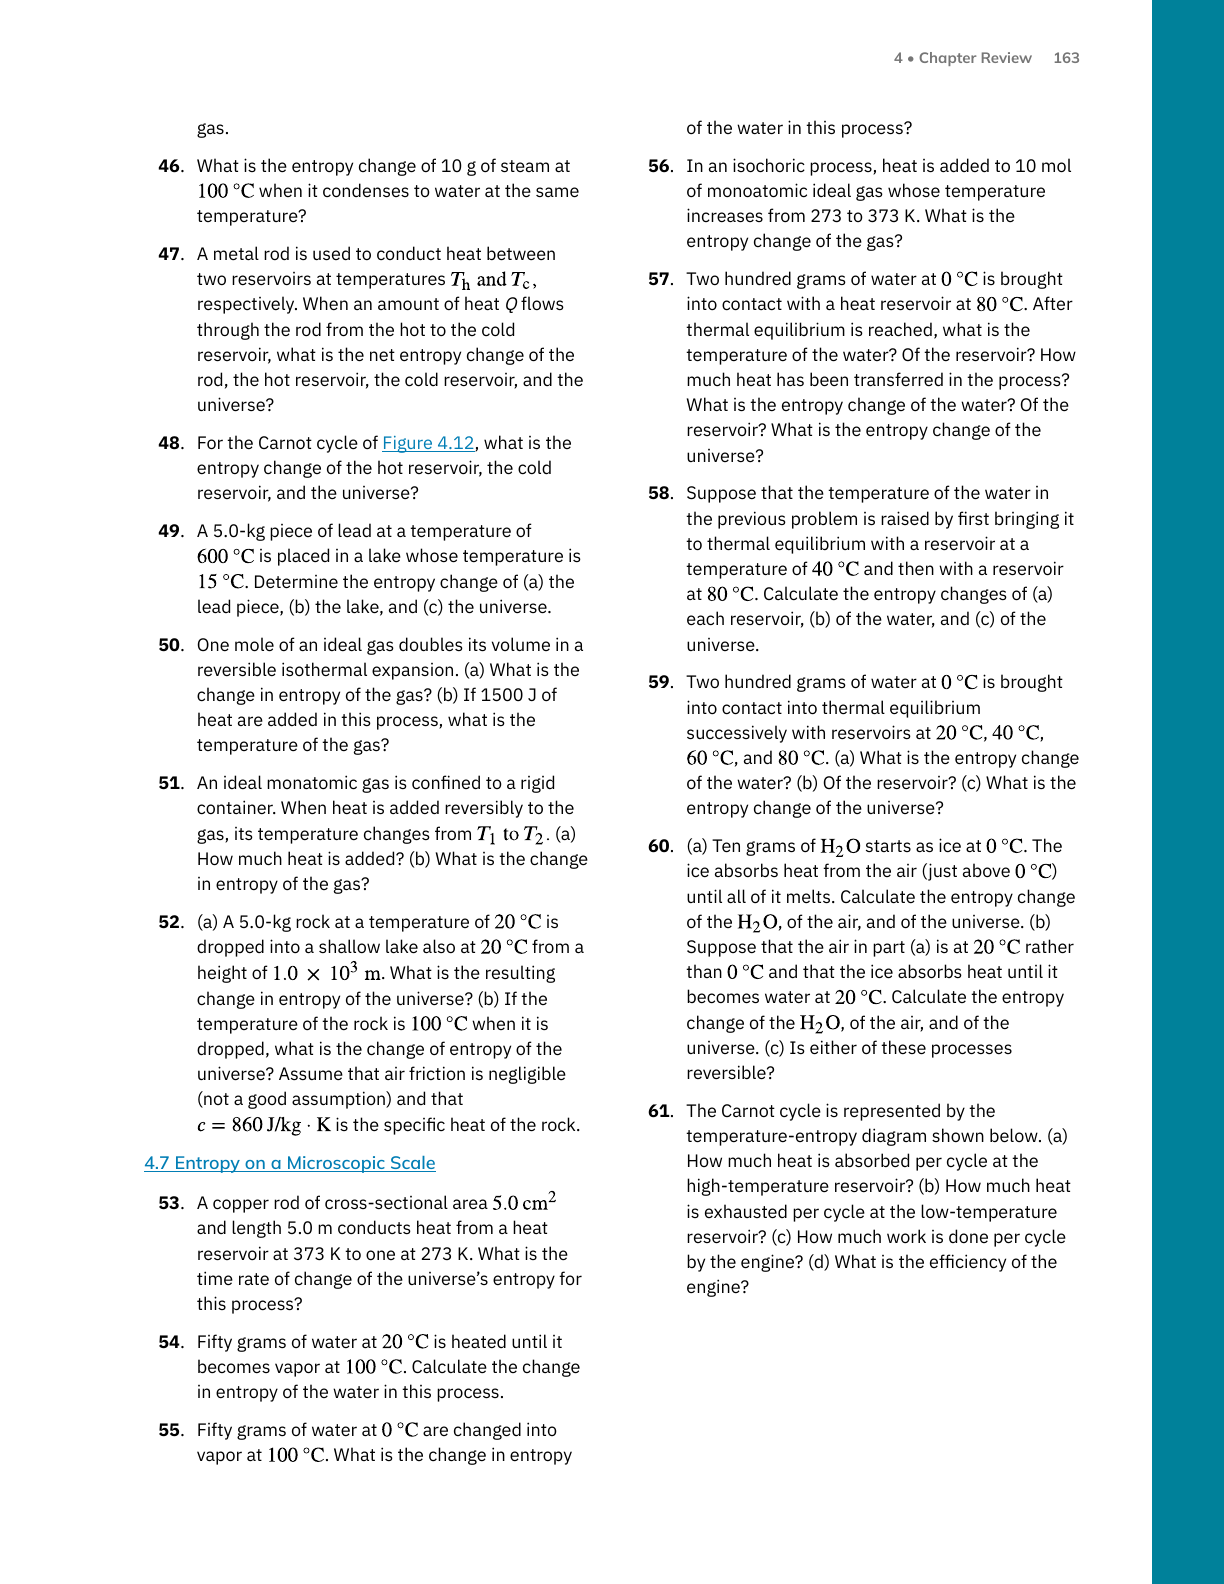 4 • Chapter Review 163
gas.
46. What is the entropy change of 10 g of steam at
100 °C when it condenses to water at the same
temperature?
47. A metal rod is used to conduct heat between
two reservoirs at temperatures Th and Tc,
respectively. When an amount of heat Q flows
through the rod from the hot to the cold
reservoir, what is the net entropy change of the
rod, the hot reservoir, the cold reservoir, and the
universe?
48. For the Carnot cycle of Figure 4.12, what is the
entropy change of the hot reservoir, the cold
reservoir, and the universe?
49. A 5.0-kg piece of lead at a temperature of
600 °C is placed in a lake whose temperature is
15 °C. Determine the entropy change of (a) the
lead piece, (b) the lake, and (c) the universe.
50. One mole of an ideal gas doubles its volume in a
reversible isothermal expansion. (a) What is the
change in entropy of the gas? (b) If 1500 J of
heat are added in this process, what is the
temperature of the gas?
51. An ideal monatomic gas is confined to a rigid
container. When heat is added reversibly to the
gas, its temperature changes from T1 to T2. (a)
How much heat is added? (b) What is the change
in entropy of the gas?
52. (a) A 5.0-kg rock at a temperature of 20 °C is
dropped into a shallow lake also at 20 °C from a
height of 1.0 × 10³ m. What is the resulting
change in entropy of the universe? (b) If the
temperature of the rock is 100 °C when it is
dropped, what is the change of entropy of the
universe? Assume that air friction is negligible
(not a good assumption) and that
c = 860 J/kg · K is the specific heat of the rock.
4.7 Entropy on a Microscopic Scale
53. A copper rod of cross-sectional area 5.0 cm²
and length 5.0 m conducts heat from a heat
reservoir at 373 K to one at 273 K. What is the
time rate of change of the universe’s entropy for
this process?
54. Fifty grams of water at 20 °C is heated until it
becomes vapor at 100 °C. Calculate the change
in entropy of the water in this process.
55. Fifty grams of water at 0 °C are changed into
vapor at 100 °C. What is the change in entropy
of the water in this process?
56. In an isochoric process, heat is added to 10 mol
of monoatomic ideal gas whose temperature
increases from 273 to 373 K. What is the
entropy change of the gas?
57. Two hundred grams of water at 0 °C is brought
into contact with a heat reservoir at 80 °C. After
thermal equilibrium is reached, what is the
temperature of the water? Of the reservoir? How
much heat has been transferred in the process?
What is the entropy change of the water? Of the
reservoir? What is the entropy change of the
universe?
58. Suppose that the temperature of the water in
the previous problem is raised by first bringing it
to thermal equilibrium with a reservoir at a
temperature of 40 °C and then with a reservoir
at 80 °C. Calculate the entropy changes of (a)
each reservoir, (b) of the water, and (c) of the
universe.
59. Two hundred grams of water at 0 °C is brought
into contact into thermal equilibrium
successively with reservoirs at 20 °C, 40 °C,
60 °C, and 80 °C. (a) What is the entropy change
of the water? (b) Of the reservoir? (c) What is the
entropy change of the universe?
60. (a) Ten grams of H₂O starts as ice at 0 °C. The
ice absorbs heat from the air (just above 0 °C)
until all of it melts. Calculate the entropy change
of the H₂O, of the air, and of the universe. (b)
Suppose that the air in part (a) is at 20 °C rather
than 0 °C and that the ice absorbs heat until it
becomes water at 20 °C. Calculate the entropy
change of the H₂O, of the air, and of the
universe. (c) Is either of these processes
reversible?
61. The Carnot cycle is represented by the
temperature-entropy diagram shown below. (a)
How much heat is absorbed per cycle at the
high-temperature reservoir? (b) How much heat
is exhausted per cycle at the low-temperature
reservoir? (c) How much work is done per cycle
by the engine? (d) What is the efficiency of the
engine?